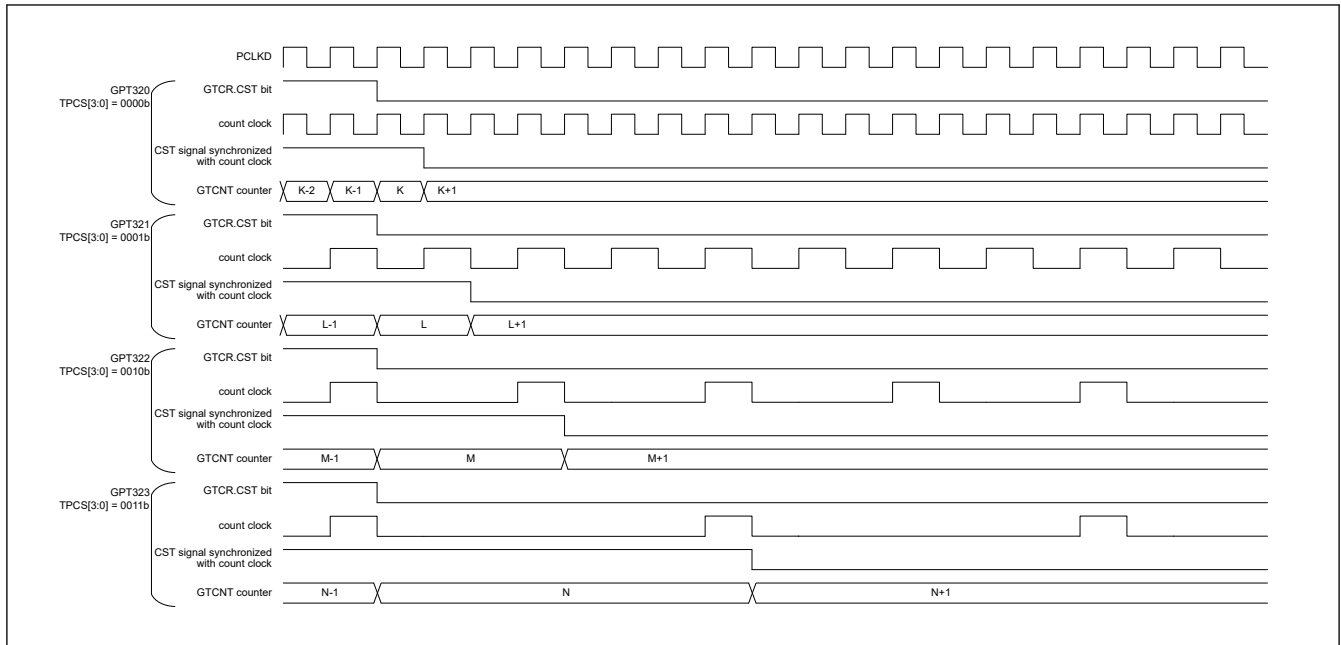 PCLKD
GPT320
TPCS[3:0] = 0000b
GTCR.CST bit
count clock
CST signal synchronized
with count clock
GTCNT counter
K-2 K-1 K K+1
GPT321
TPCS[3:0] = 0001b
GTCR.CST bit
count clock
CST signal synchronized
with count clock
GTCNT counter
L-1 L L+1
GPT322
TPCS[3:0] = 0010b
GTCR.CST bit
count clock
CST signal synchronized
with count clock
GTCNT counter
M-1 M M+1
GPT323
TPCS[3:0] = 0011b
GTCR.CST bit
count clock
CST signal synchronized
with count clock
GTCNT counter
N-1 N N+1